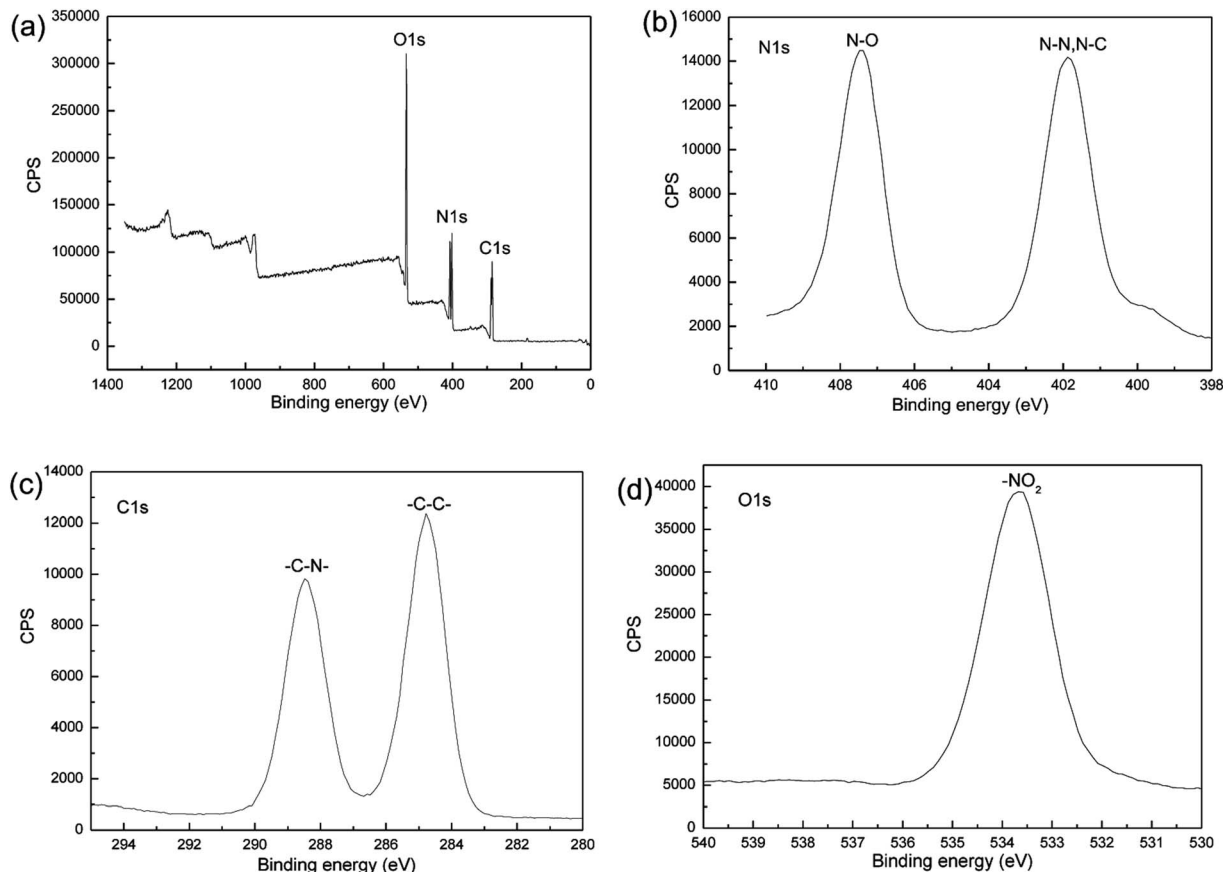 (a)
O1s
N1s
C1s
350000
300000
250000
200000
150000
100000
50000
0
CPS
1400 1200 1000 800 600 400 200 0
Binding energy (eV)
(b)
N1s
N-O
N-N,N-C
16000
14000
12000
10000
8000
6000
4000
2000
0
CPS
410 408 406 404 402 400 398
Binding energy (eV)
(c)
C1s
-C-C-
-C-N-
14000
12000
10000
8000
6000
4000
2000
0
CPS
294 292 290 288 286 284 282 280
Binding energy (eV)
(d)
O1s
-NO₂
40000
35000
30000
25000
20000
15000
10000
5000
0
CPS
540 539 538 537 536 535 534 533 532 531 530
Binding energy (eV)